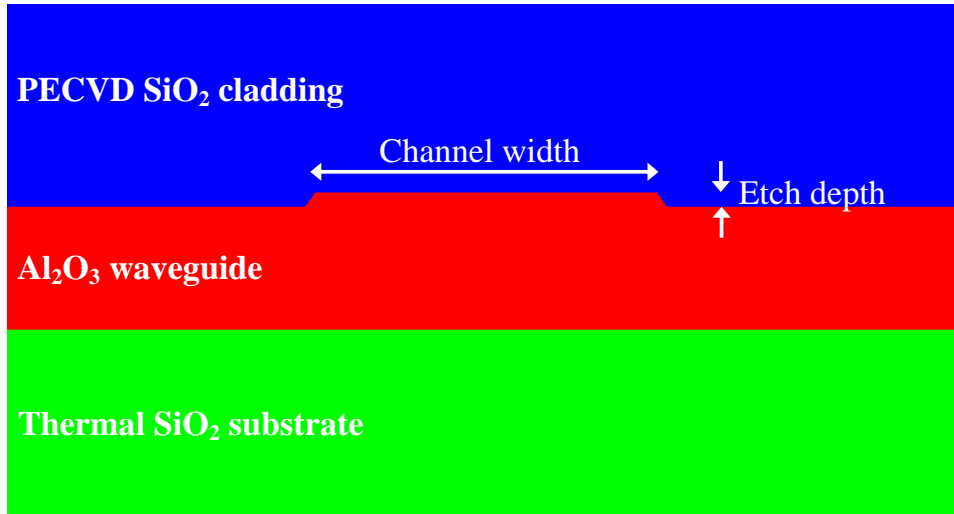 PECVD SiO₂ cladding
Channel width
Etch depth
Al₂O₃ waveguide
Thermal SiO₂ substrate